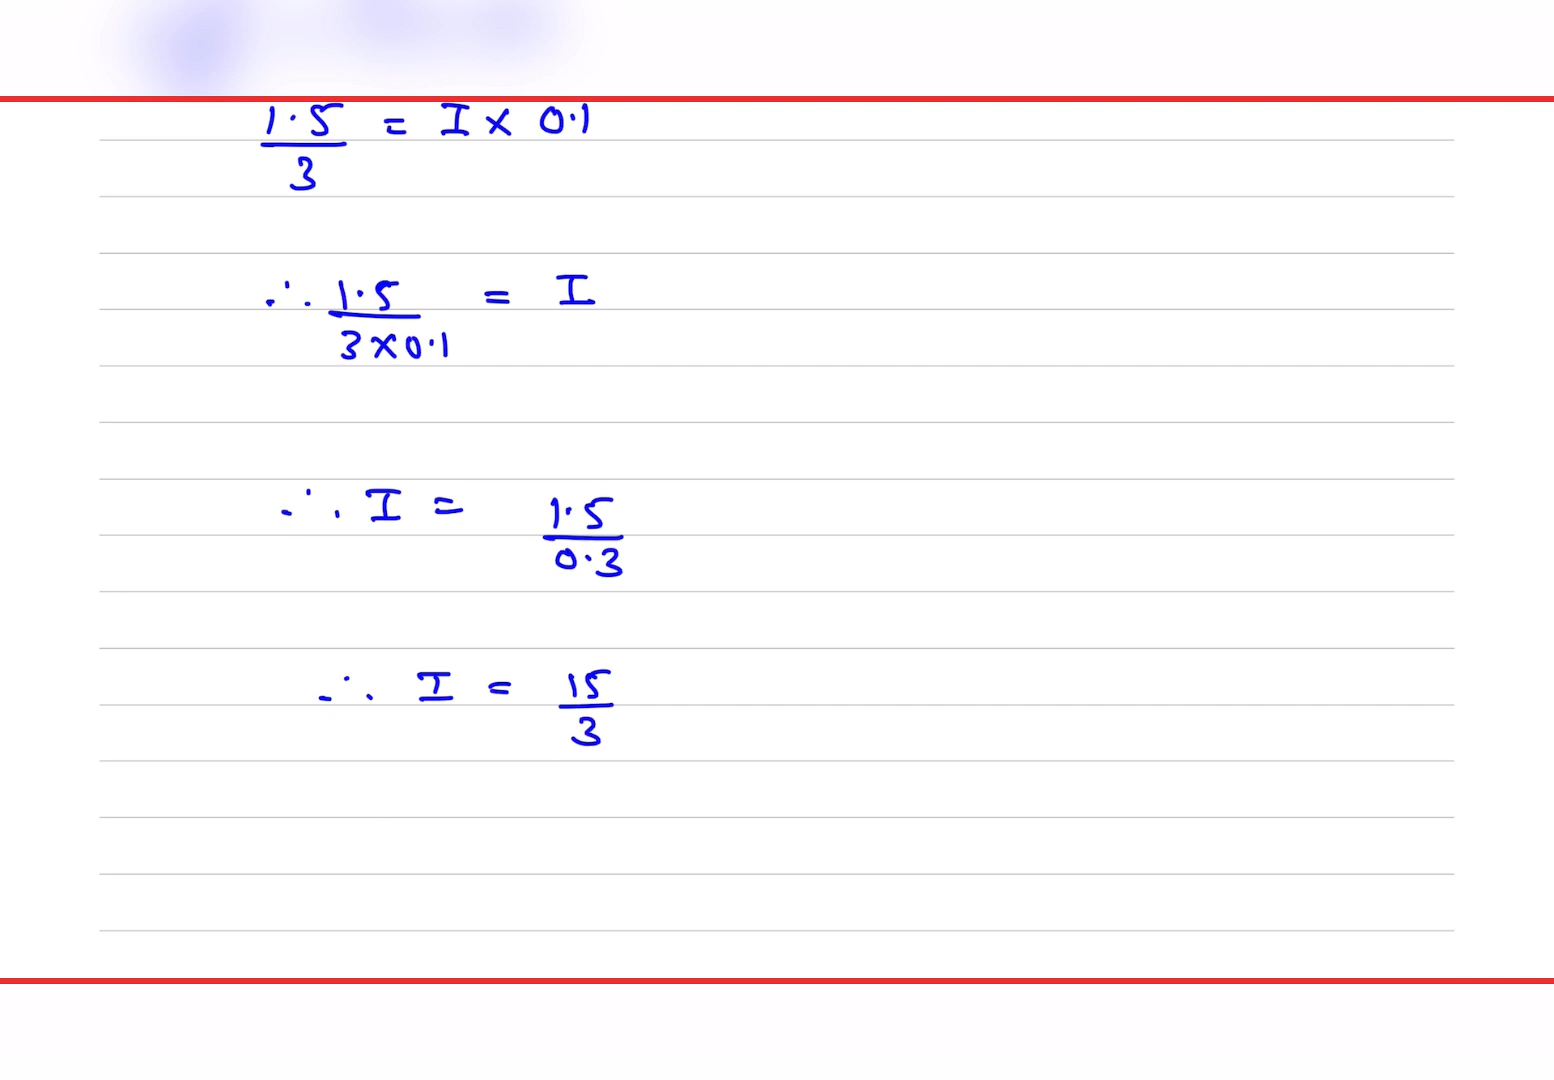 1.5/3 = I × 0.1
∴ 1.5/3×0.1 = I
∴ I = 1.5/0.3
∴ I = 15/3